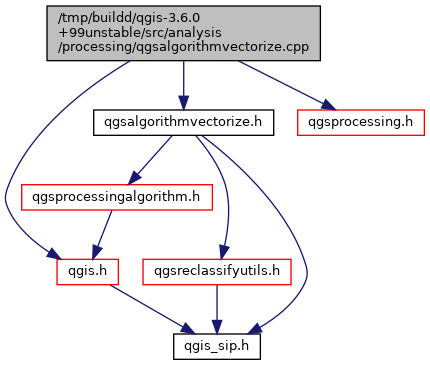 /tmp/buildd/qgis-3.6.0
+99unstable/src/analysis
/processing/qgsalgorithmvectorize.cpp
qgsalgorithmvectorize.h
qgsprocessing.h
qgsprocessingalgorithm.h
qgis.h
qgsreclassifyutils.h
qgis_sip.h